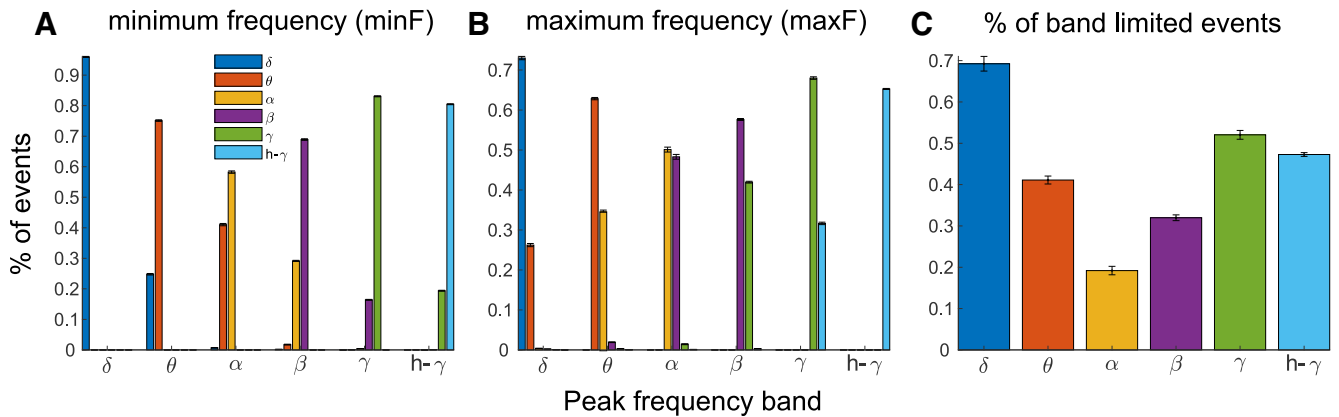 A minimum frequency (minF)
% of events
0.9
0.8
0.7
0.6
0.5
0.4
0.3
0.2
0.1
0
δ
θ
α
β
γ
h-γ
δ θ α β γ h-γ
B maximum frequency (maxF)
0.7
0.6
0.5
0.4
0.3
0.2
0.1
0
δ θ α β γ h-γ
Peak frequency band
C % of band limited events
0.7
0.6
0.5
0.4
0.3
0.2
0.1
0
δ θ α β γ h-γ